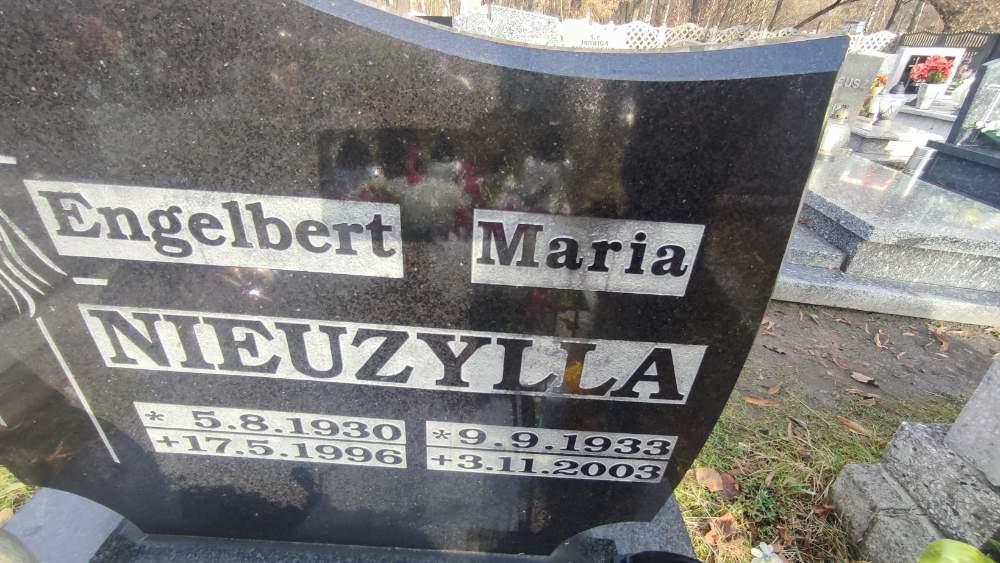 Engelbert Maria
NIEUZYLLA
* 5.8.1930 * 9.9.1933
+17.5.1996 +3.11.2003